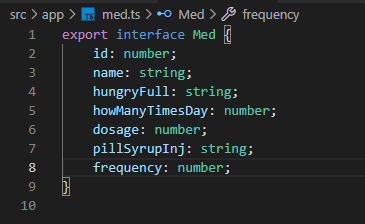 src > app > TS med.ts > Med > frequency
1 export interface Med {
2 id: number;
3 name: string;
4 hungryFull: string;
5 howManyTimesDay: number;
6 dosage: number;
7 pillSyrupInj: string;
8 frequency: number;
9 }
10